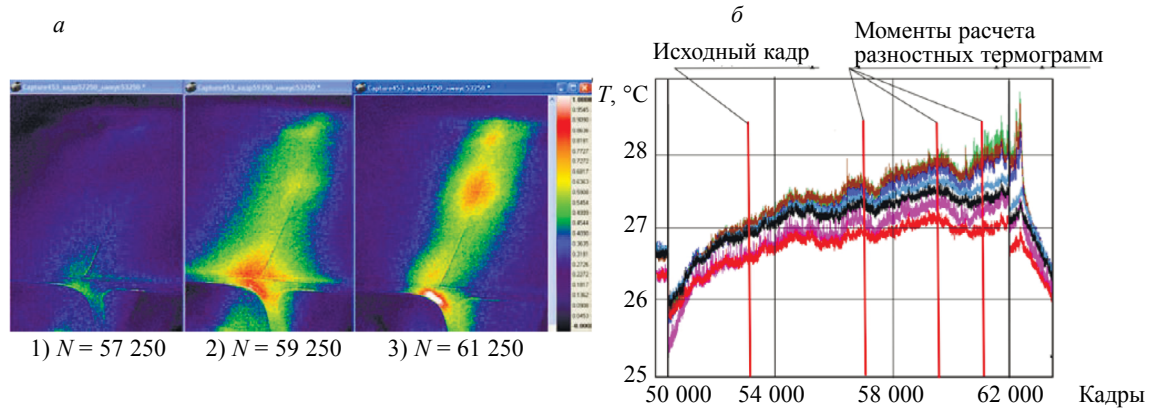 а
б
Исходный кадр
Моменты расчета
разностных термограмм
1) N = 57 250
2) N = 59 250
3) N = 61 250
T, °C
28
27
26
25
50 000
54 000
58 000
62 000
Кадры